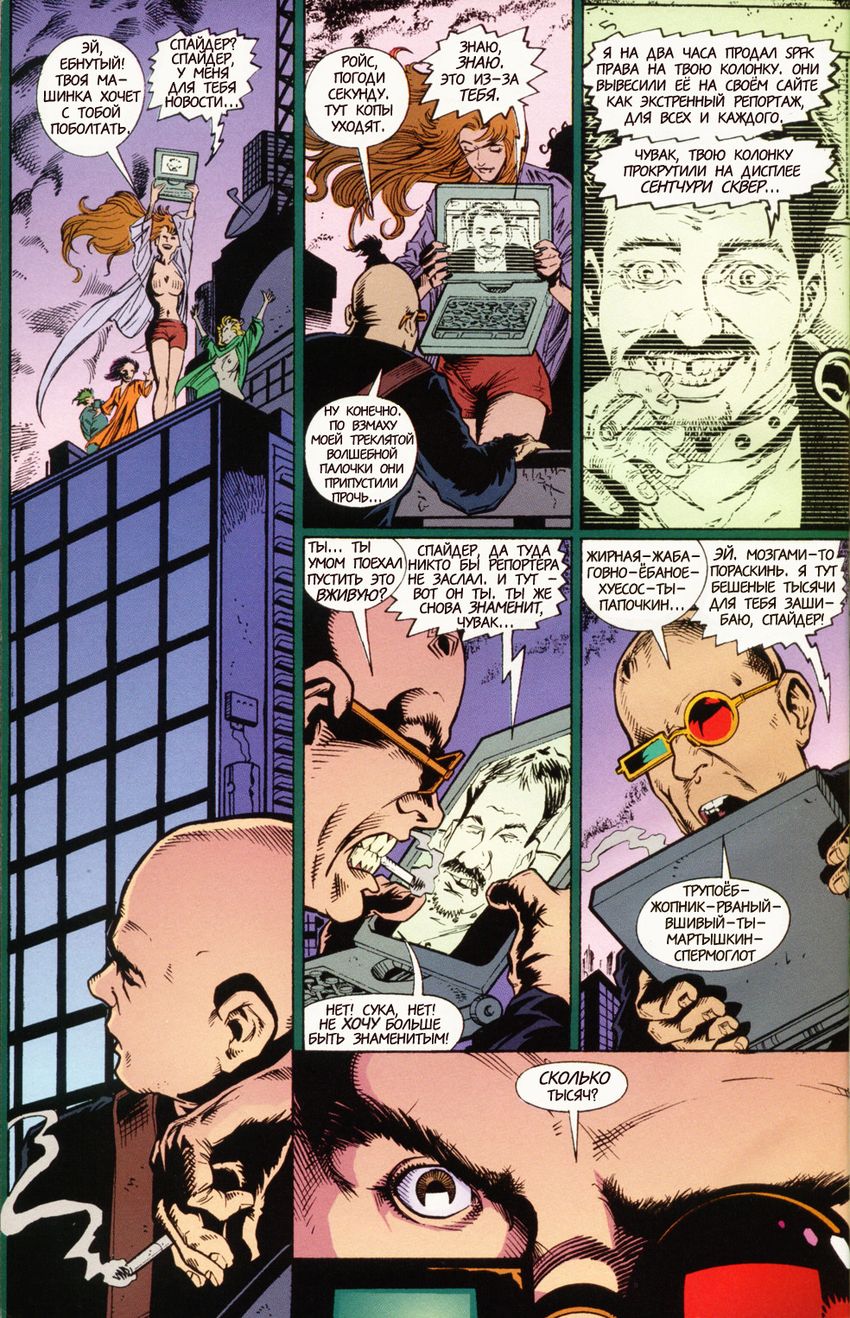 ЭЙ,
ЕБНУТЫЙ!
ТВОЯ МА-
ШИНКА ХОЧЕТ
С ТОБОЙ
ПОБОЛТАТЬ.
СПАЙДЕР?
СПАЙДЕР,
У МЕНЯ
ДЛЯ ТЕБЯ
НОВОСТИ...
РОЙС,
ПОГОДИ
СЕКУНДУ.
ТУТ КОПЫ
УХОДЯТ.
ЗНАЮ,
ЗНАЮ.
ЭТО ИЗ-ЗА
ТЕБЯ.
НУ КОНЕЧНО.
ПО ВЗМАХУ
МОЕЙ ТРЕКЛЯТОЙ
ВОЛШЕБНОЙ
ПАЛОЧКИ ОНИ
ПРИПУСТИЛИ
ПРОЧЬ...
Я НА ДВА ЧАСА ПРОДАЛ SPFK
ПРАВА НА ТВОЮ КОЛОНКУ. ОНИ
ВЫВЕСИЛИ ЕЁ НА СВОЁМ САЙТЕ
КАК ЭКСТРЕННЫЙ РЕПОРТАЖ,
ДЛЯ ВСЕХ И КАЖДОГО.
ЧУВАК, ТВОЮ КОЛОНКУ
ПРОКРУТИЛИ НА ДИСПЛЕЕ
СЕНТЧУРИ СКВЕР...
ТЫ... ТЫ
УМОМ ПОЕХАЛ
ПУСТИТЬ ЭТО
ВЖИВУЮ?
СПАЙДЕР, ДА ТУДА
НИКТО БЫ РЕПОРТЁРА
НЕ ЗАСЛАЛ. И ТУТ -
ВОТ ОН ТЫ. ТЫ ЖЕ
СНОВА ЗНАМЕНИТ,
ЧУВАК...
НЕТ! СУКА, НЕТ!
НЕ ХОЧУ БОЛЬШЕ
БЫТЬ ЗНАМЕНИТЫМ!
ЖИРНАЯ-ЖАБА-
ГОВНО-ЁБАНОЕ-
ХУЕСОС-ТЫ-
ПАПОЧКИН...
ЭЙ. МОЗГАМИ-ТО
ПОРАСКИНЬ. Я ТУТ
БЕШЕНЫЕ ТЫСЯЧИ
ДЛЯ ТЕБЯ ЗАШИ-
БАЮ, СПАЙДЕР!
ТРУПОЁБ-
ЖОПНИК-РВАНЫЙ-
ВШИВЫЙ-ТЫ-
МАРТЫШКИН-
СПЕРМОГЛОТ
СКОЛЬКО
ТЫСЯЧ?